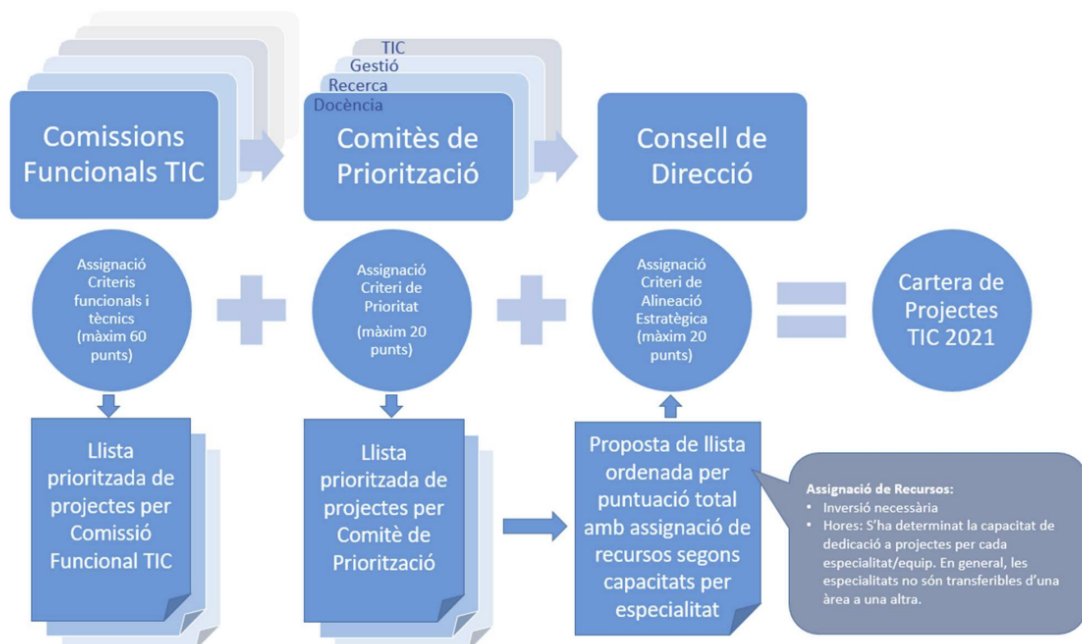 TIC
Gestió
Recerca
Docència
Comissions
Funcionals TIC
Comitès de
Priorització
Consell de
Direcció
Assignació
Criteris
funcionals i
tècnics
(màxim 60
punts)
Assignació
Criteri de
Prioritat
(màxim 20
punts)
Assignació
Criteri de
Alineació
Estratègica
(màxim 20
punts)
Cartera de
Projectes
TIC 2021
Llista
prioritzada de
projectes per
Comissió
Funcional TIC
Llista
prioritzada de
projectes per
Comitè de
Priorització
Proposta de llista
ordenada per
puntuació total
amb assignació de
recursos segons
capacitats per
especialitat
Assignació de Recursos:
• Inversió necessària
• Hores: S'ha determinat la capacitat de
dedicació a projectes per cada
especialitat/equip. En general, les
especialitats no són transferibles d'una
àrea a una altra.